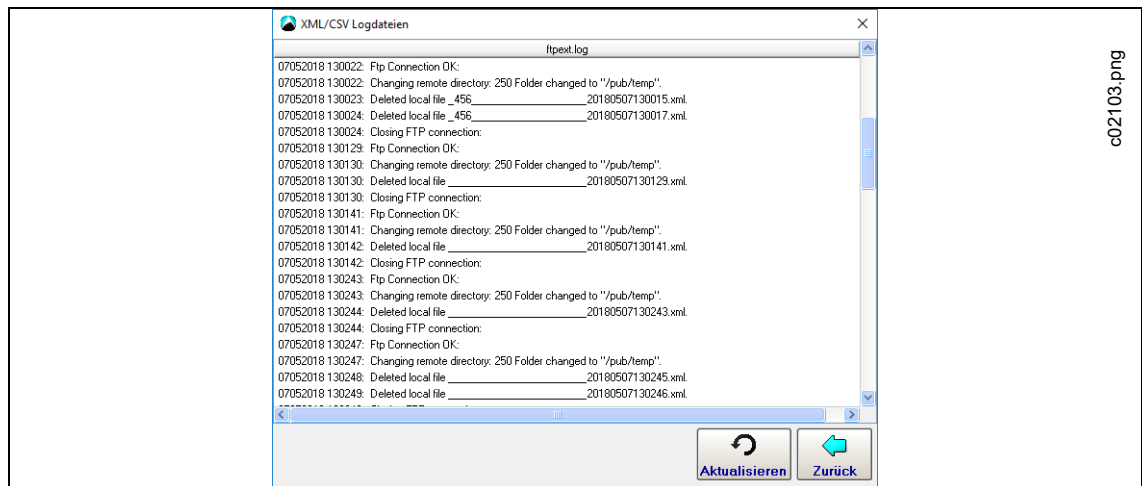 XML/CSV Logdateien
ftpext.log
07052018 130022: Ftp Connection OK:
07052018 130022: Changing remote directory: 250 Folder changed to "/pub/temp".
07052018 130023: Deleted local file _456____________________20180507130015.xml.
07052018 130024: Deleted local file _456____________________20180507130017.xml.
07052018 130024: Closing FTP connection:
07052018 130129: Ftp Connection OK:
07052018 130130: Changing remote directory: 250 Folder changed to "/pub/temp".
07052018 130130: Deleted local file ________________________20180507130129.xml.
07052018 130130: Closing FTP connection:
07052018 130141: Ftp Connection OK:
07052018 130141: Changing remote directory: 250 Folder changed to "/pub/temp".
07052018 130142: Deleted local file ________________________20180507130141.xml.
07052018 130142: Closing FTP connection:
07052018 130243: Ftp Connection OK:
07052018 130243: Changing remote directory: 250 Folder changed to "/pub/temp".
07052018 130244: Deleted local file ________________________20180507130243.xml.
07052018 130244: Closing FTP connection:
07052018 130247: Ftp Connection OK:
07052018 130247: Changing remote directory: 250 Folder changed to "/pub/temp".
07052018 130248: Deleted local file ________________________20180507130245.xml.
07052018 130249: Deleted local file ________________________20180507130246.xml.
Aktualisieren
Zurück
c02103.png